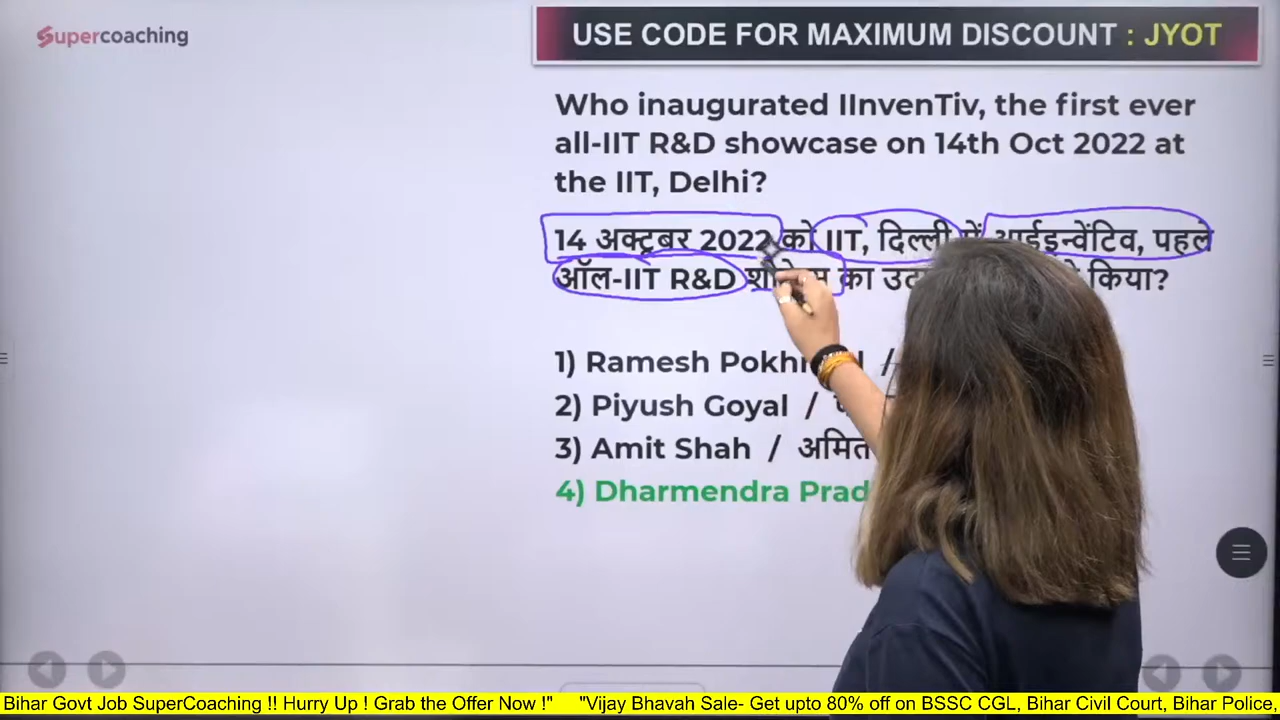 Supercoaching
USE CODE FOR MAXIMUM DISCOUNT : JYOT
Who inaugurated IInvenTiv, the first ever
all-IIT R&D showcase on 14th Oct 2022 at
the IIT, Delhi?
14 अक्टूबर 2022 को IIT, दिल्ली में आईइन्वेंटिव, पहले
ऑल-IIT R&D का किया?
1) Ramesh /
2) Piyush Goyal /
3) Amit Shah / अमित
4) Dharmendra
Bihar Govt Job SuperCoaching !! Hurry Up ! Grab the Offer Now !" "Vijay Bhavah Sale- Get upto 80% off on BSSC CGL, Bihar Civil Court, Bihar Police,